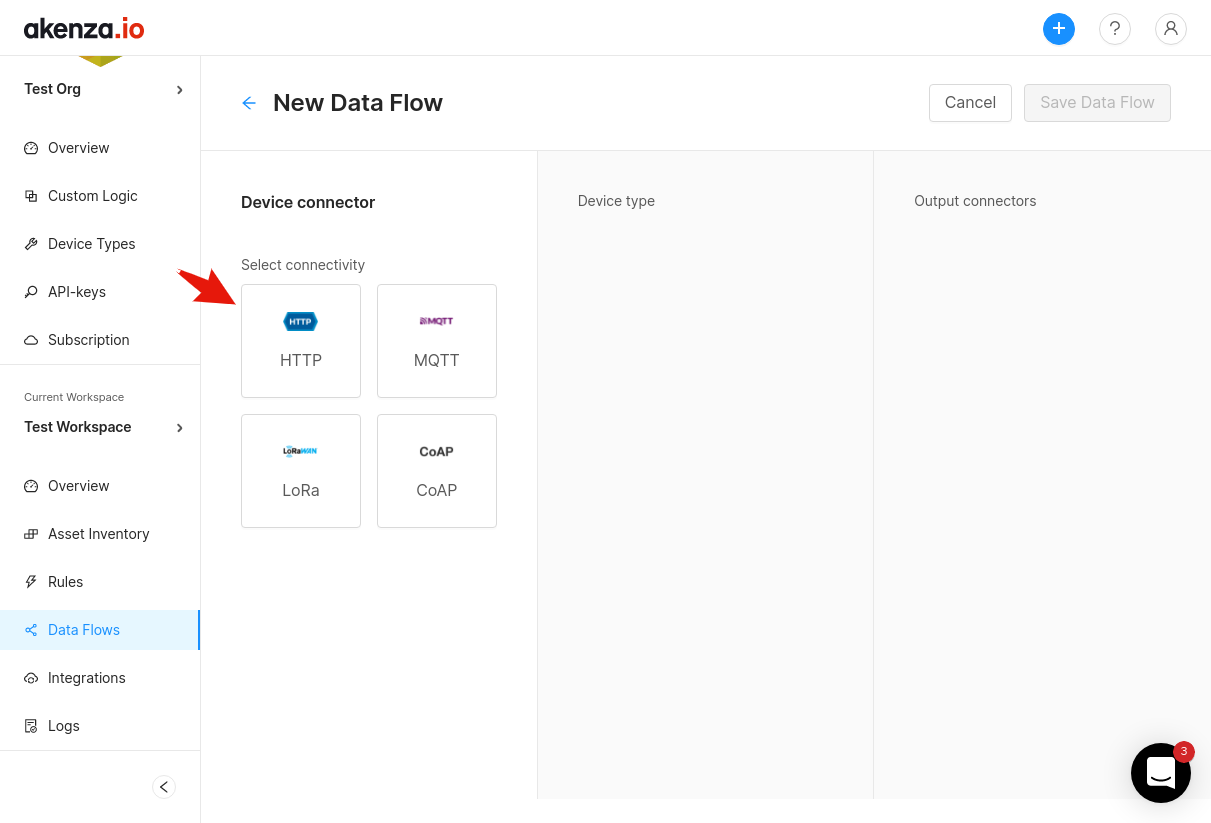 akenza.io
Test Org
Overview
Custom Logic
Device Types
API-keys
Subscription
Current Workspace
Test Workspace
Overview
Asset Inventory
Rules
Data Flows
Integrations
Logs
New Data Flow
Cancel
Save Data Flow
Device connector
Select connectivity
HTTP
HTTP
MQTT
MQTT
LoRaWAN
LoRa
CoAP
CoAP
Device type
Output connectors
3